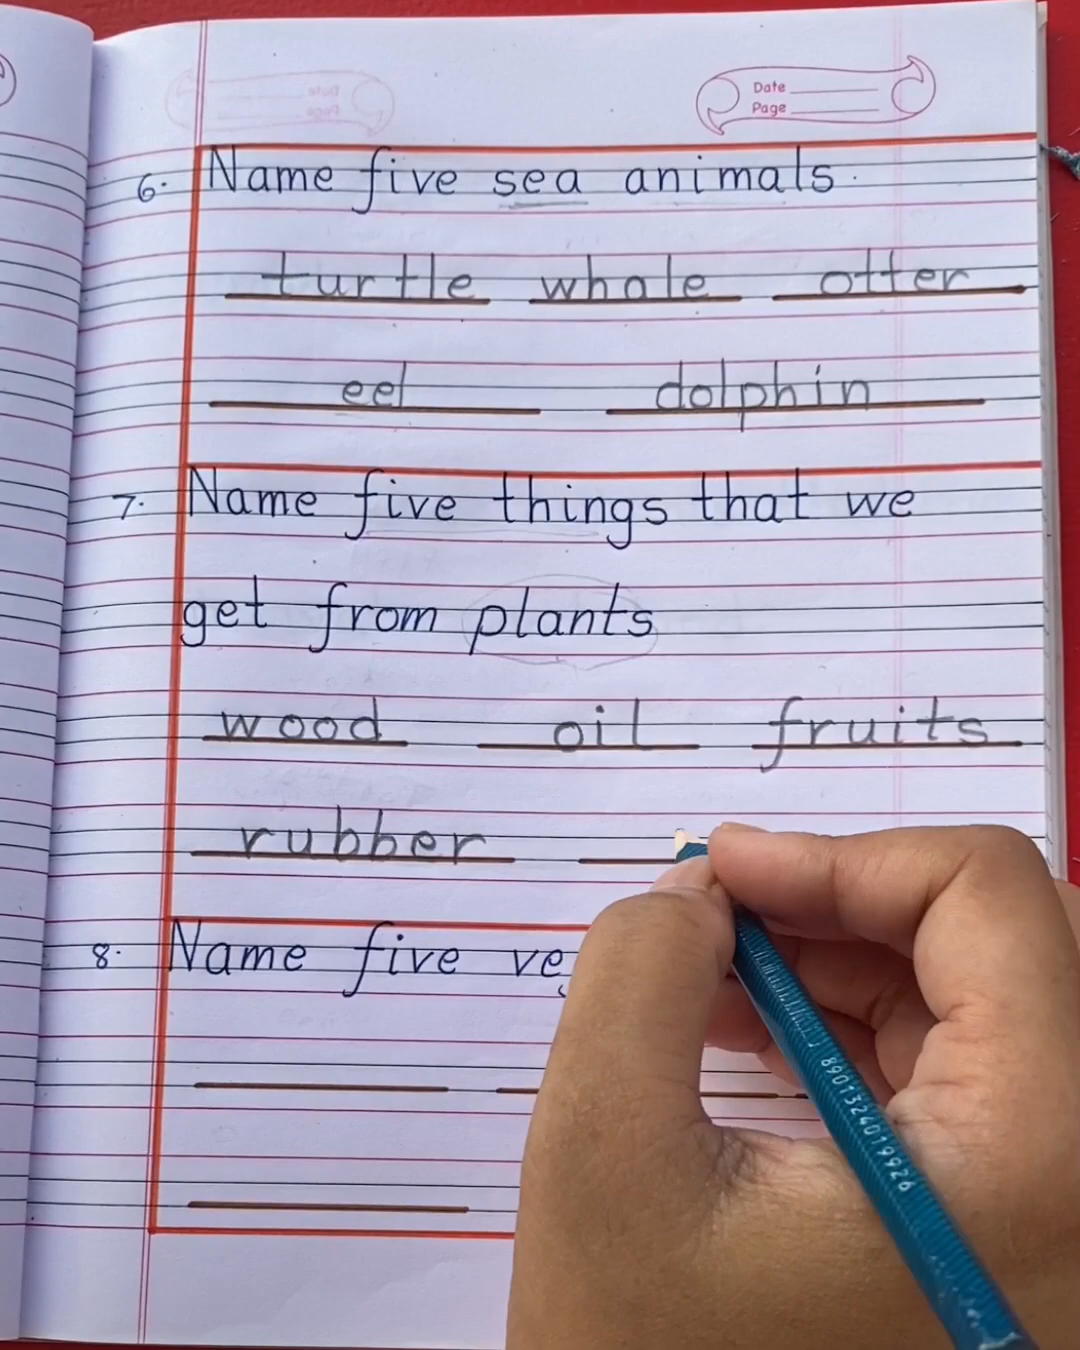 Date
Page
6. Name five sea animals.
turtle whale otter
eel dolphin
7. Name five things that we
get from plants
wood oil fruits
rubber
8. Name five
8901324019926